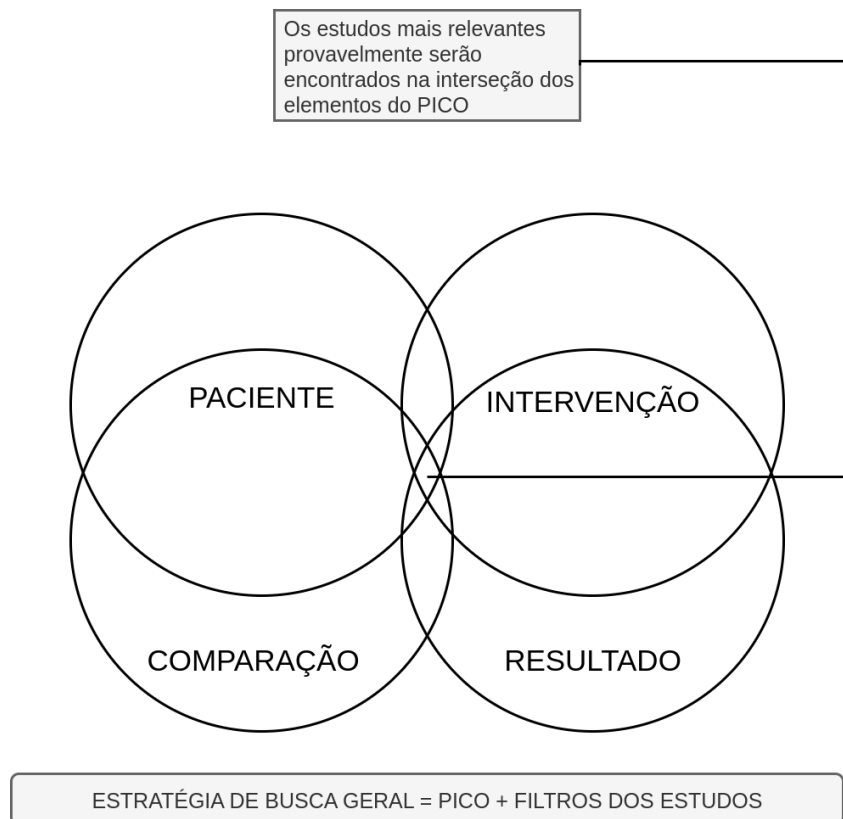 Os estudos mais relevantes
provavelmente serão
encontrados na interseção dos
elementos do PICO
PACIENTE
INTERVENÇÃO
COMPARAÇÃO
RESULTADO
ESTRATÉGIA DE BUSCA GERAL = PICO + FILTROS DOS ESTUDOS